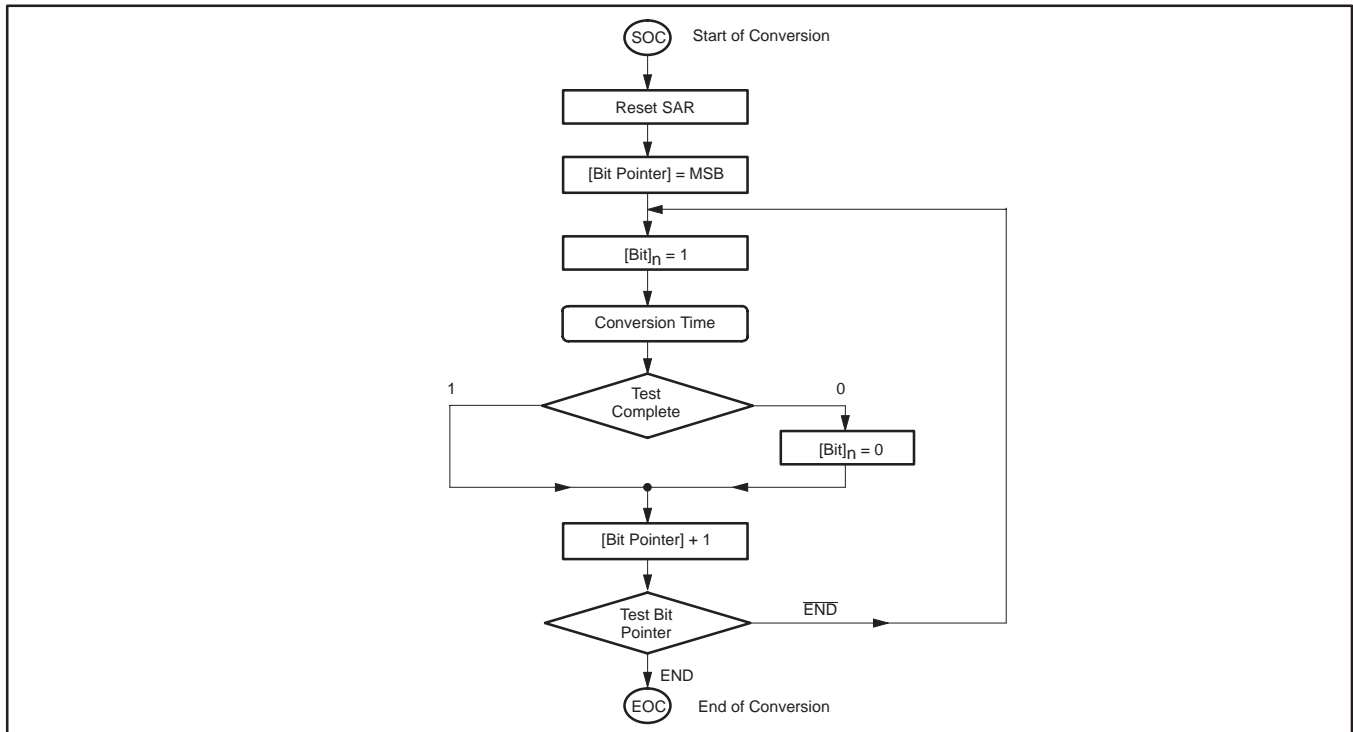 SOC Start of Conversion
Reset SAR
[Bit Pointer] = MSB
[Bit]n = 1
Conversion Time
1
0
Test
Complete
[Bit]n = 0
[Bit Pointer] + 1
Test Bit
Pointer
END
END
EOC End of Conversion